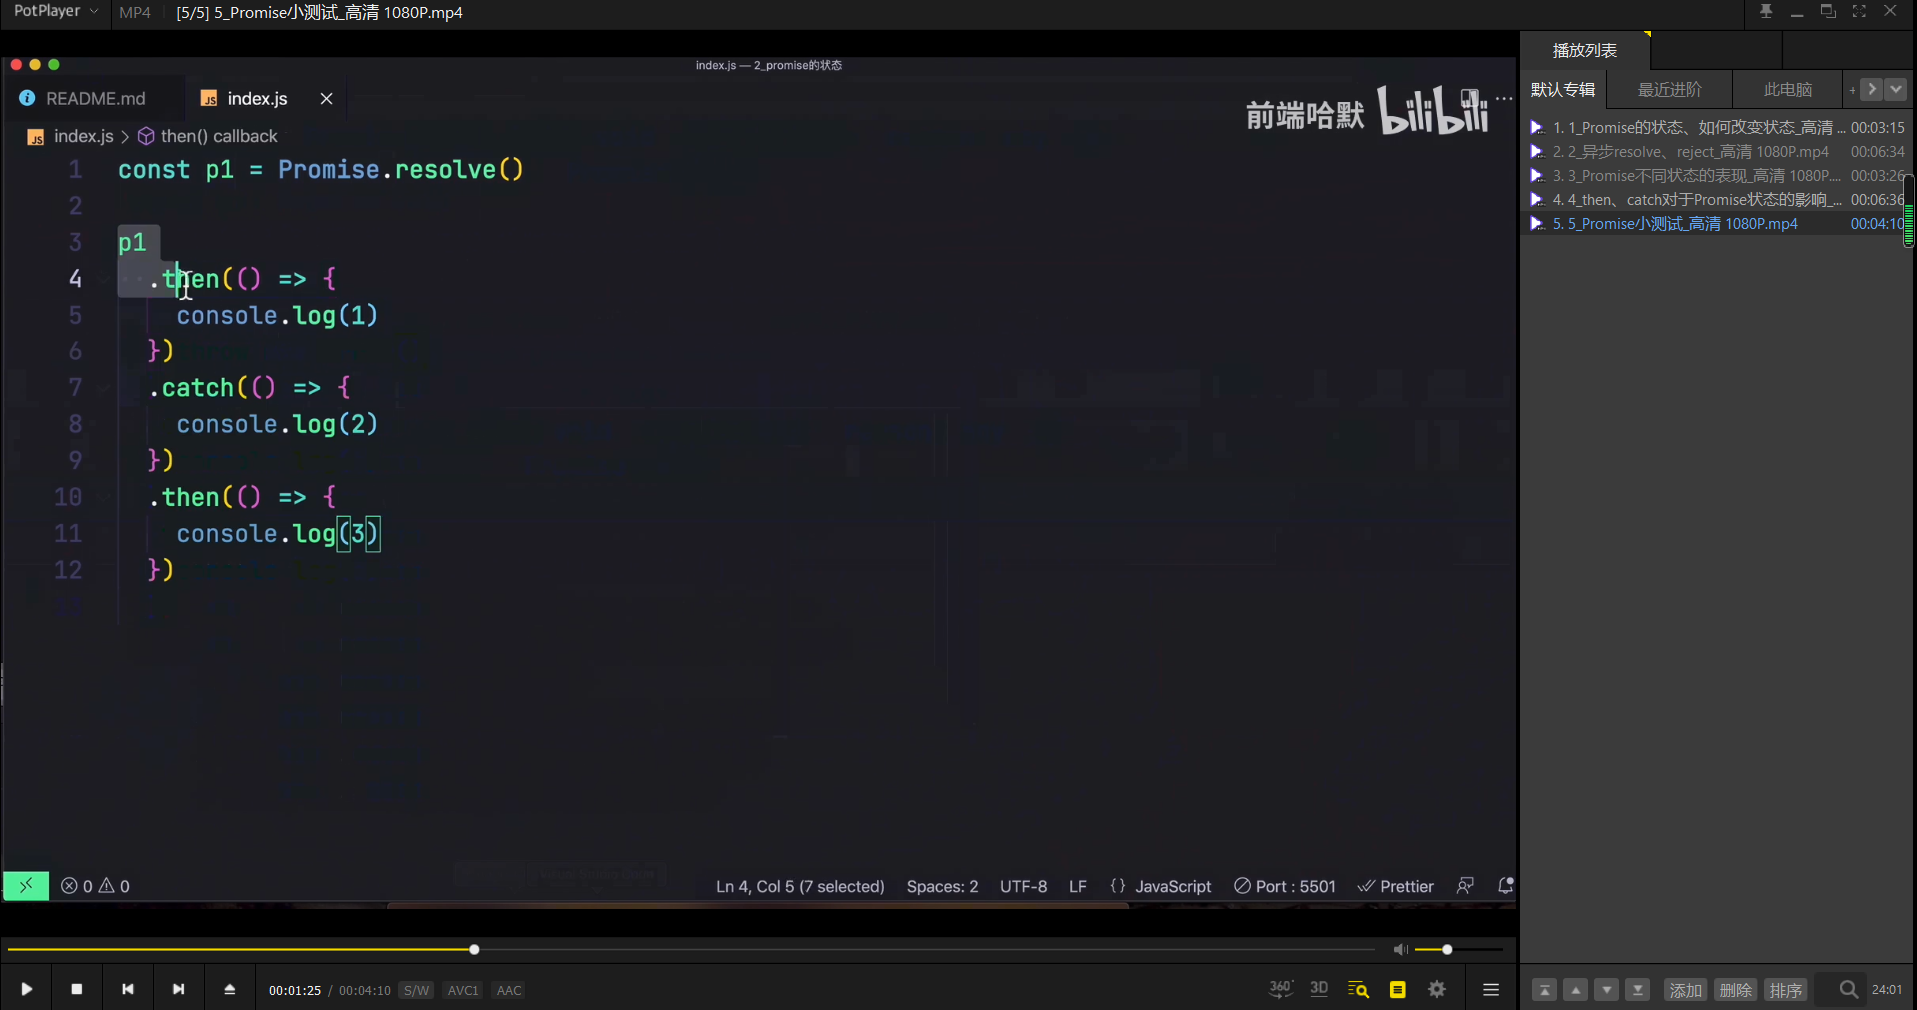 PotPlayer MP4 [5/5] 5_Promise小测试_高清 1080P.mp4
index.js — 2_promise的状态
README.md index.js
前端哈默 bilibili
index.js > then() callback
1 const p1 = Promise.resolve()
2
3 p1
4 .then(() => {
5 console.log(1)
6 })
7 .catch(() => {
8 console.log(2)
9 })
10 .then(() => {
11 console.log(3)
12 })
0 0 Ln 4, Col 5 (7 selected) Spaces: 2 UTF-8 LF {} JavaScript Port : 5501 Prettier
00:01:25 / 00:04:10 S/W AVC1 AAC
360° 3D
播放列表
默认专辑 最近进阶 此电脑 +
1. 1_Promise的状态、如何改变状态_高清 ... 00:03:15
2. 2_异步resolve、reject_高清 1080P.mp4 00:06:34
3. 3_Promise不同状态的表现_高清 1080P.... 00:03:26
4. 4_then、catch对于Promise状态的影响_... 00:06:36
5. 5_Promise小测试_高清 1080P.mp4 00:04:10
添加 删除 排序 24:01